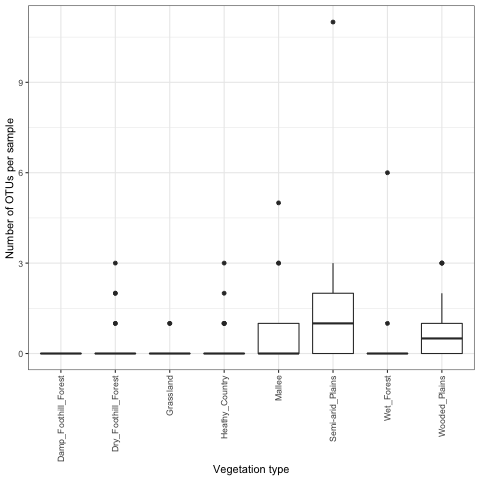 Number of OTUs per sample
9
6
3
0
Damp_Foothill_Forest
Dry_Foothill_Forest
Grassland
Heathy_Country
Mallee
Semi-arid_Plains
Wet_Forest
Wooded_Plains
Vegetation type